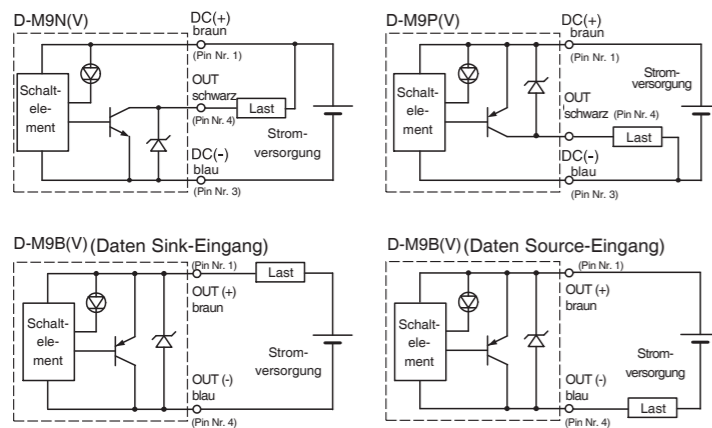 D-M9N(V)
DC(+)
braun
(Pin Nr. 1)
Schalt-
ele-
ment
OUT
schwarz
(Pin Nr. 4)
Last
Strom-
versorgung
DC(-)
blau
(Pin Nr. 3)
D-M9P(V)
DC(+)
braun
(Pin Nr. 1)
Schalt-
ele-
ment
Strom-
versorgung
OUT
schwarz (Pin Nr. 4)
Last
DC(-)
blau
(Pin Nr. 3)
D-M9B(V) (Daten Sink-Eingang)
(Pin Nr. 1)
Last
OUT (+)
braun
Schalt-
ele-
ment
Strom-
versorgung
OUT (-)
blau
(Pin Nr. 4)
D-M9B(V) (Daten Source-Eingang)
(Pin Nr. 1)
OUT (+)
braun
Schalt-
ele-
ment
Strom-
versorgung
OUT (-)
blau
(Pin Nr. 4)
Last